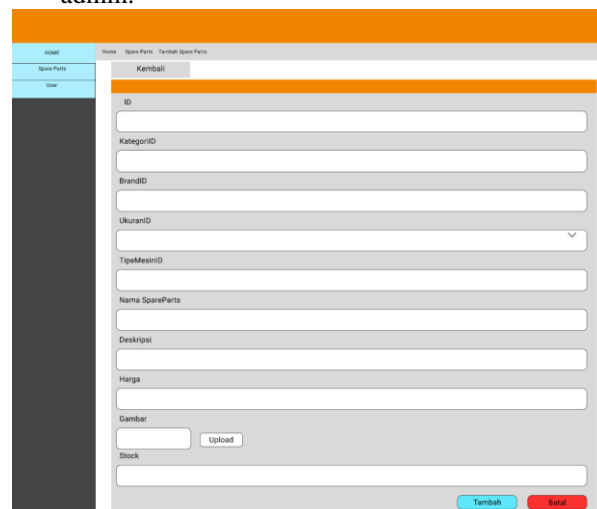 admin.
HOME
Home Spare Parts Tambah Spare Parts
Spare Parts
Kembali
User
ID
KategoriID
BrandID
UkuranID
TipeMesinID
Nama SpareParts
Deskripsi
Harga
Gambar
Upload
Stock
Tambah Batal